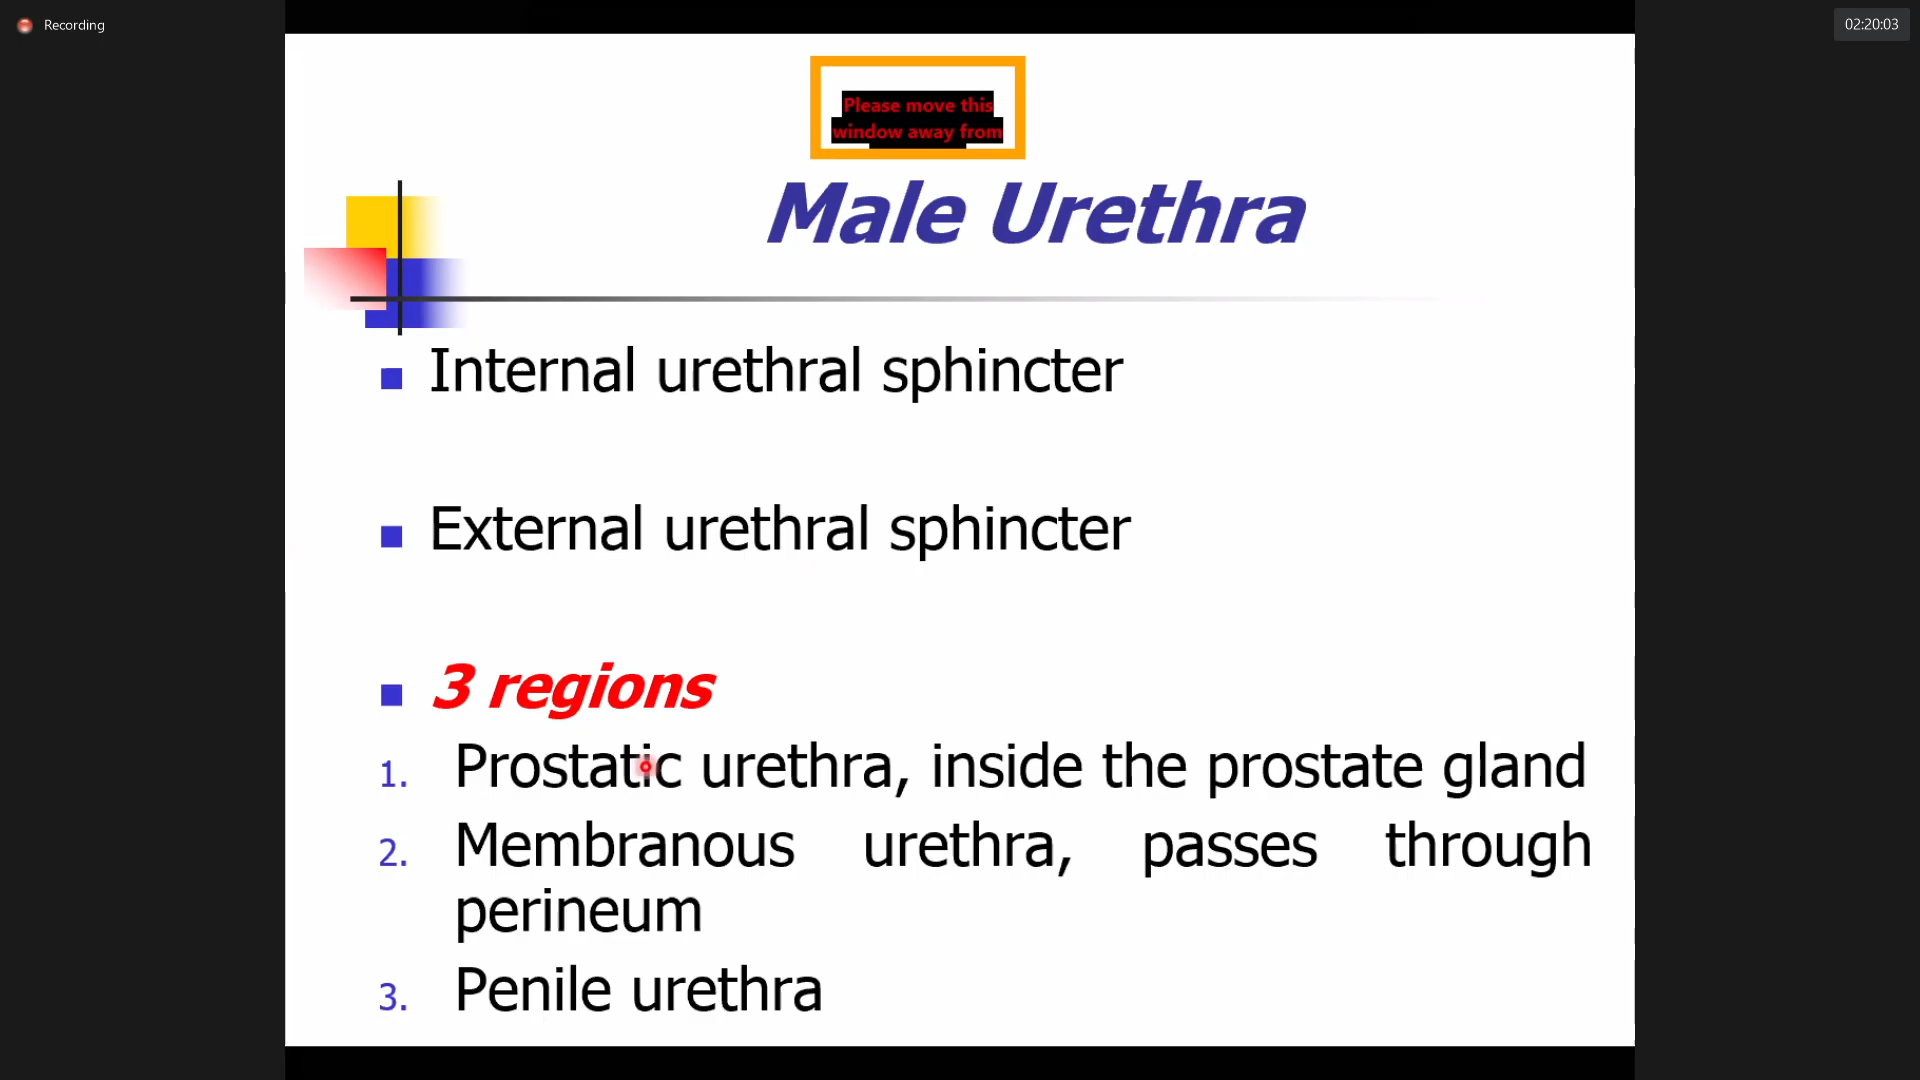 Recording
02:20:03
Please move this
window away from
Male Urethra
Internal urethral sphincter
External urethral sphincter
3 regions
1. Prostatic urethra, inside the prostate gland
2. Membranous urethra, passes through
perineum
3. Penile urethra